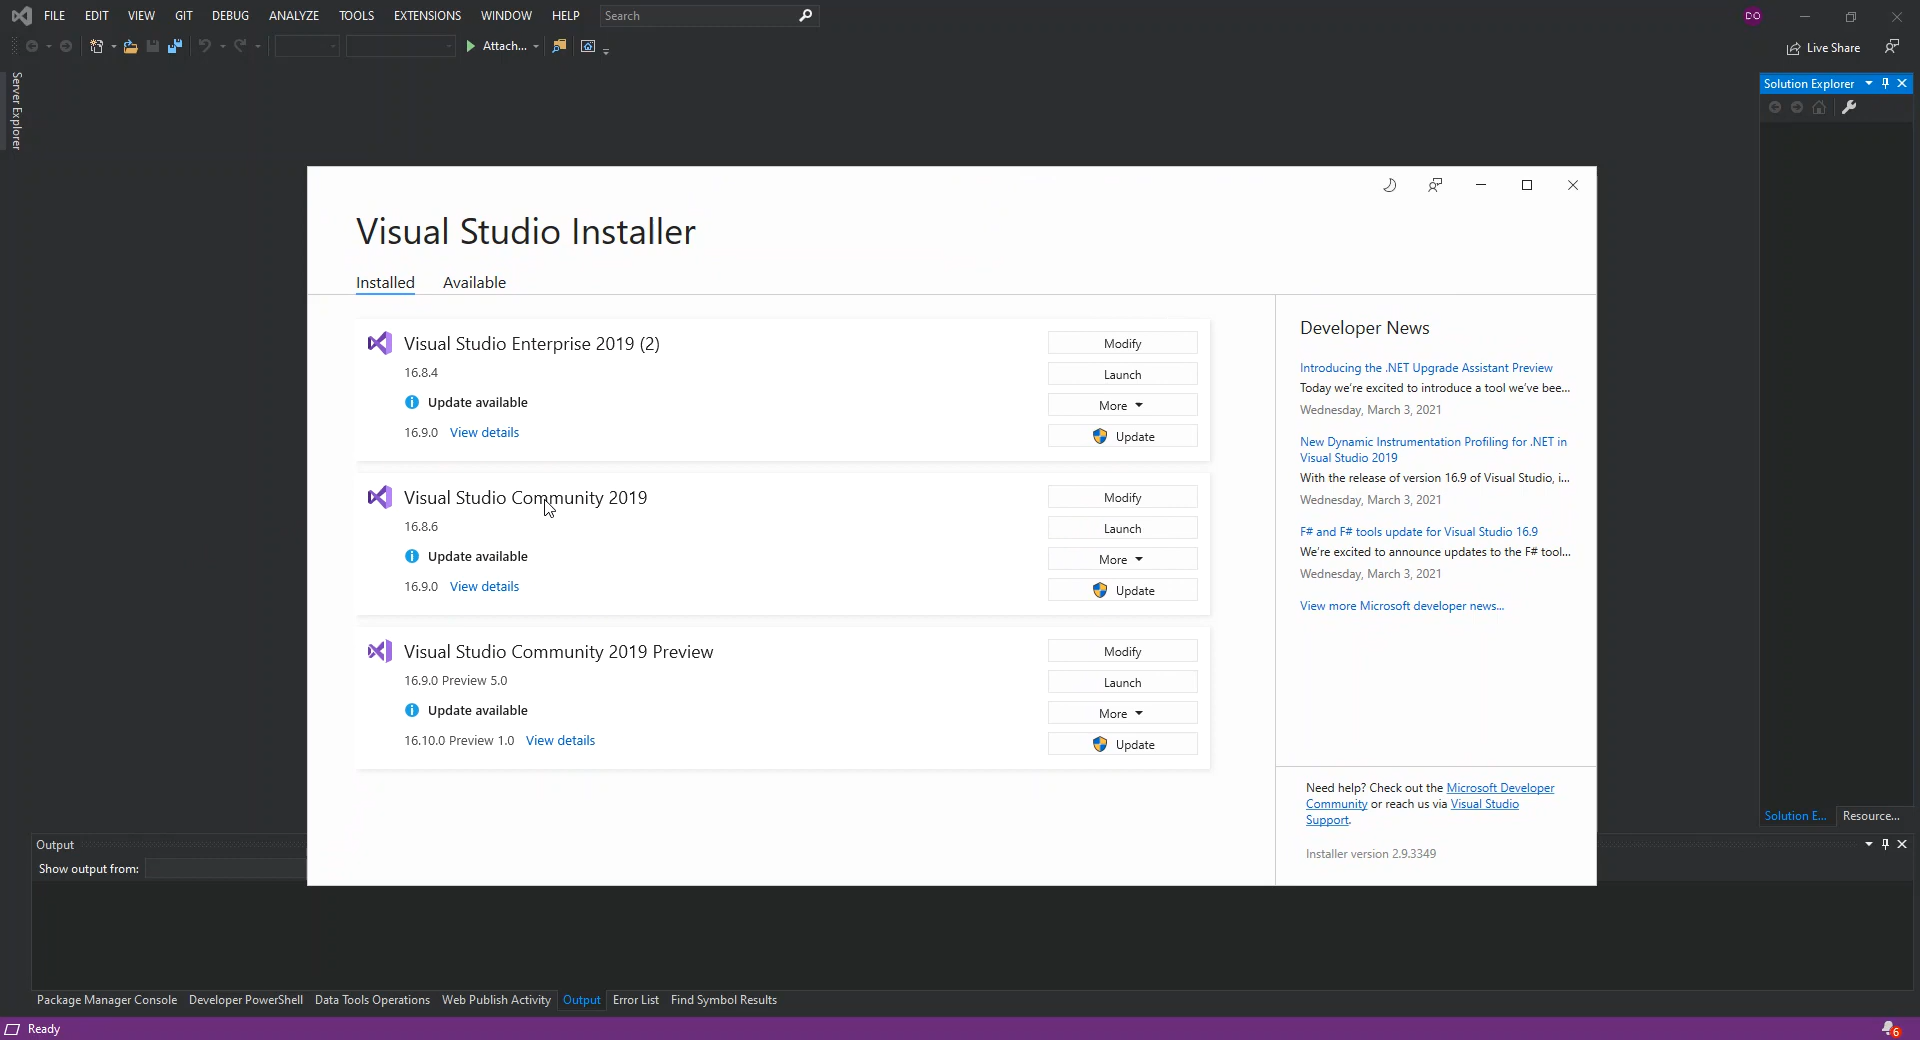 FILE EDIT VIEW GIT DEBUG ANALYZE TOOLS EXTENSIONS WINDOW HELP Search DO
Attach... Live Share
Server Explorer
Solution Explorer
Visual Studio Installer
Installed Available
Visual Studio Enterprise 2019 (2)
16.8.4
Update available
16.9.0 View details
Modify
Launch
More
Update
Visual Studio Community 2019
16.8.6
Update available
16.9.0 View details
Modify
Launch
More
Update
Visual Studio Community 2019 Preview
16.9.0 Preview 5.0
Update available
16.10.0 Preview 1.0 View details
Modify
Launch
More
Update
Developer News
Introducing the .NET Upgrade Assistant Preview
Today we're excited to introduce a tool we've bee...
Wednesday, March 3, 2021
New Dynamic Instrumentation Profiling for .NET in
Visual Studio 2019
With the release of version 16.9 of Visual Studio, i...
Wednesday, March 3, 2021
F# and F# tools update for Visual Studio 16.9
We're excited to announce updates to the F# tool...
Wednesday, March 3, 2021
View more Microsoft developer news...
Need help? Check out the Microsoft Developer
Community or reach us via Visual Studio
Support.
Installer version 2.9.3349
Solution E... Resource...
Output
Show output from:
Package Manager Console Developer PowerShell Data Tools Operations Web Publish Activity Output Error List Find Symbol Results
Ready 6